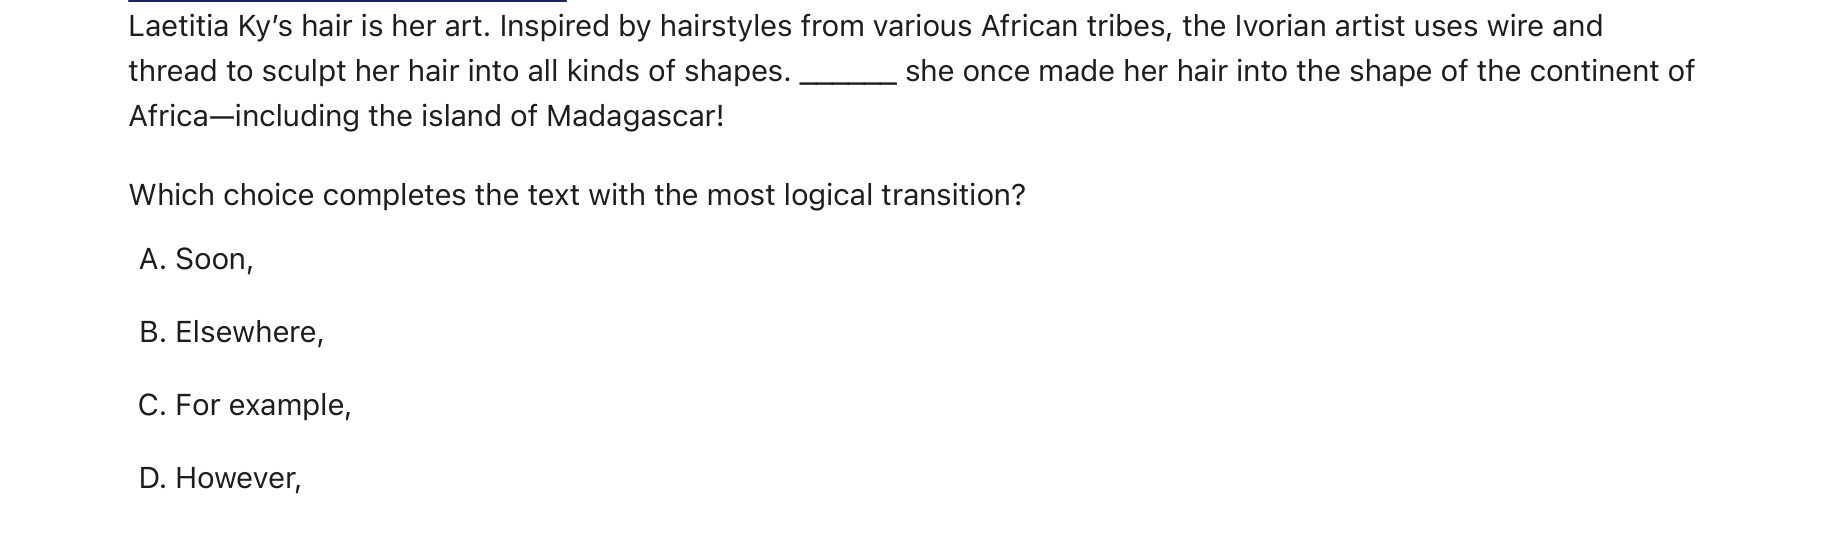 Laetitia Ky’s hair is her art. Inspired by hairstyles from various African tribes, the Ivorian artist uses wire and
thread to sculpt her hair into all kinds of shapes. ______ she once made her hair into the shape of the continent of
Africa—including the island of Madagascar!
Which choice completes the text with the most logical transition?
A. Soon,
B. Elsewhere,
C. For example,
D. However,